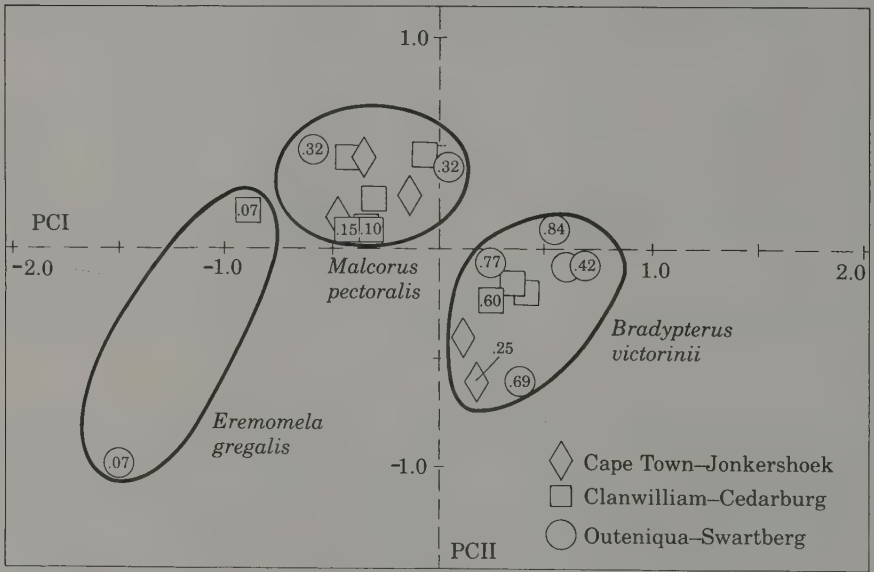 1.0
.32
.32
.07
PCI
.15 .10
.84
-2.0
-1.0
.77
.42
1.0
2.0
Malcorus
pectoralis
.60
Bradypterus
victorinii
.25
.69
Eremomela
gregalis
.07
-1.0
Cape Town–Jonkershoek
Clanwilliam–Cedarburg
Outeniqua–Swartberg
PCII